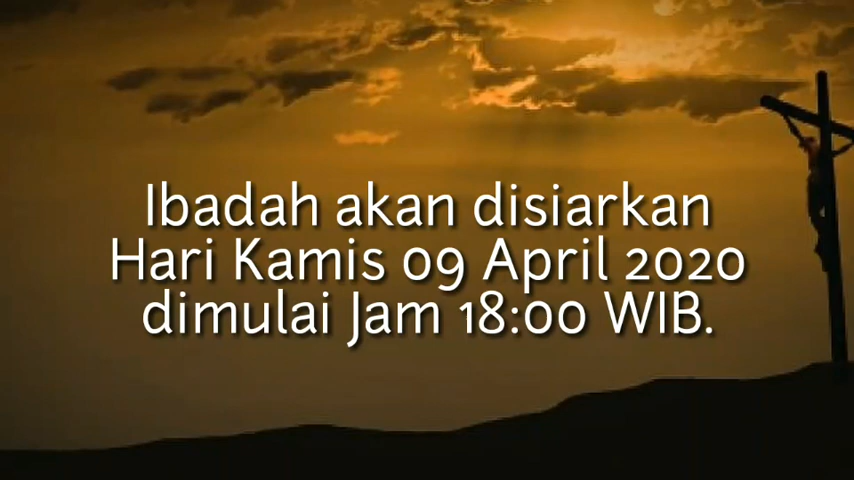 Ibadah akan disiarkan
Hari Kamis 09 April 2020
dimulai Jam 18:00 WIB.